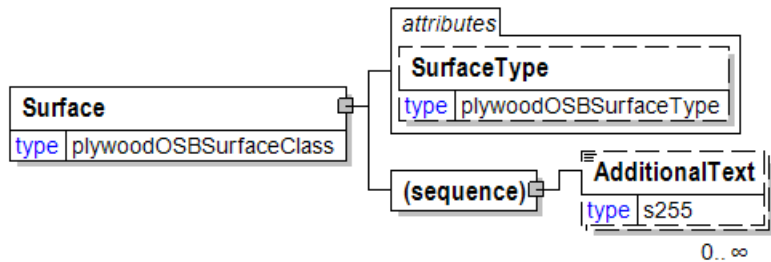 attributes
SurfaceType
type plywoodOSBSurfaceType
Surface
type plywoodOSBSurfaceClass
(sequence)
AdditionalText
type s255
0.. ∞